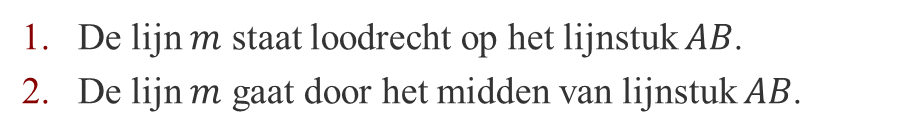 1. De lijn m staat loodrecht op het lijnstuk AB.
2. De lijn m gaat door het midden van lijnstuk AB.